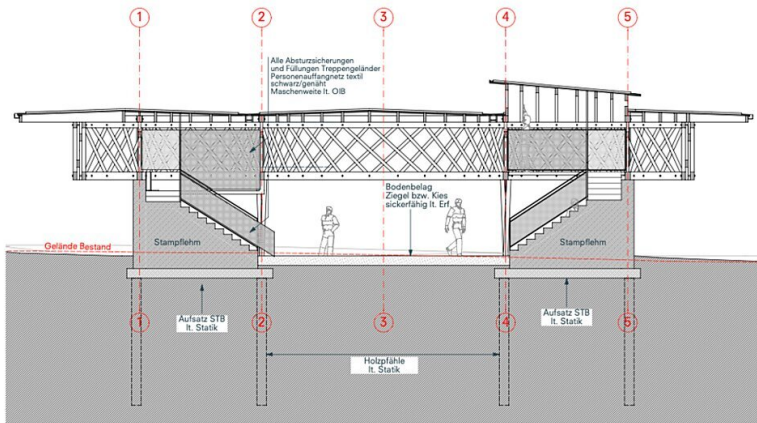 1
2
3
4
5
Alle Absturzsicherungen
und Füllungen Treppengeländer
Personenauffangnetz textil
schwarz/genäht
Maschenweite lt. OIB
Bodenbelag
Ziegel bzw. Kies
sickerfähig lt. Erf.
Gelände Bestand
Stampflehm
Stampflehm
Aufsatz STB
lt. Statik
Aufsatz STB
lt. Statik
1
2
3
4
5
Holzpfähle
lt. Statik